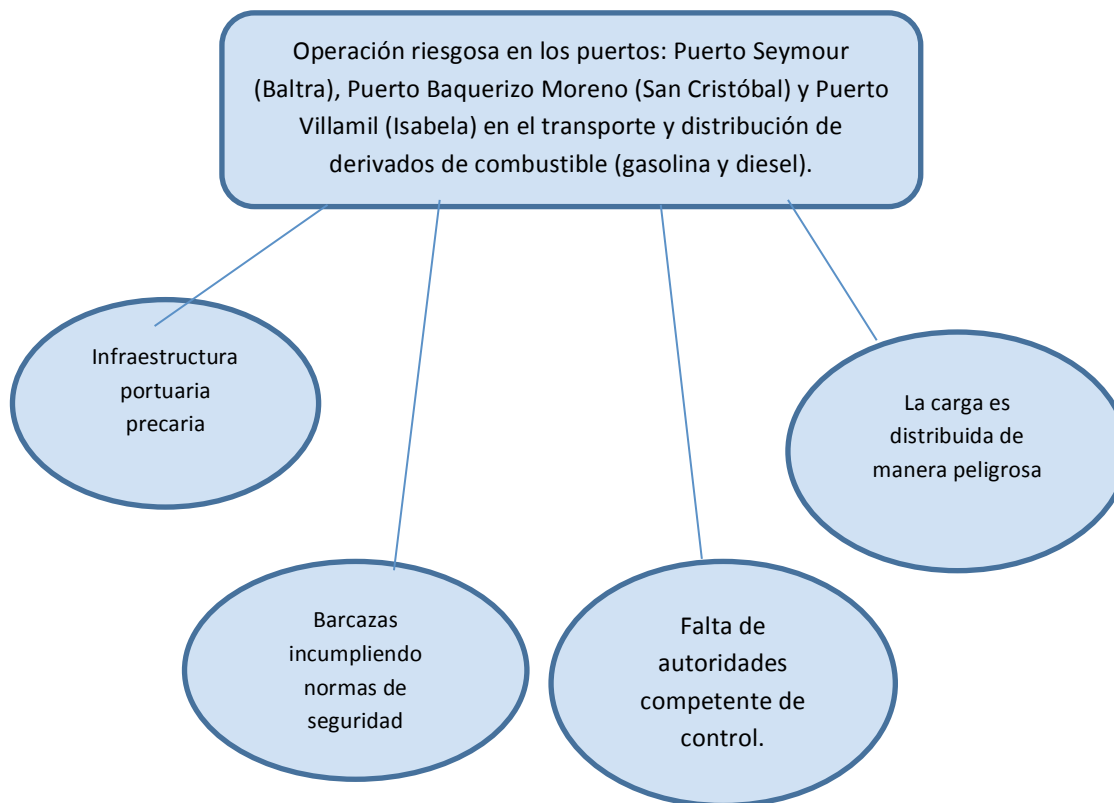 Operación riesgosa en los puertos: Puerto Seymour
(Baltra), Puerto Baquerizo Moreno (San Cristóbal) y Puerto
Villamil (Isabela) en el transporte y distribución de
derivados de combustible (gasolina y diesel).
Infraestructura
portuaria
precaria
La carga es
distribuida de
manera peligrosa
Barcazas
incumpliendo
normas de
seguridad
Falta de
autoridades
competente de
control.